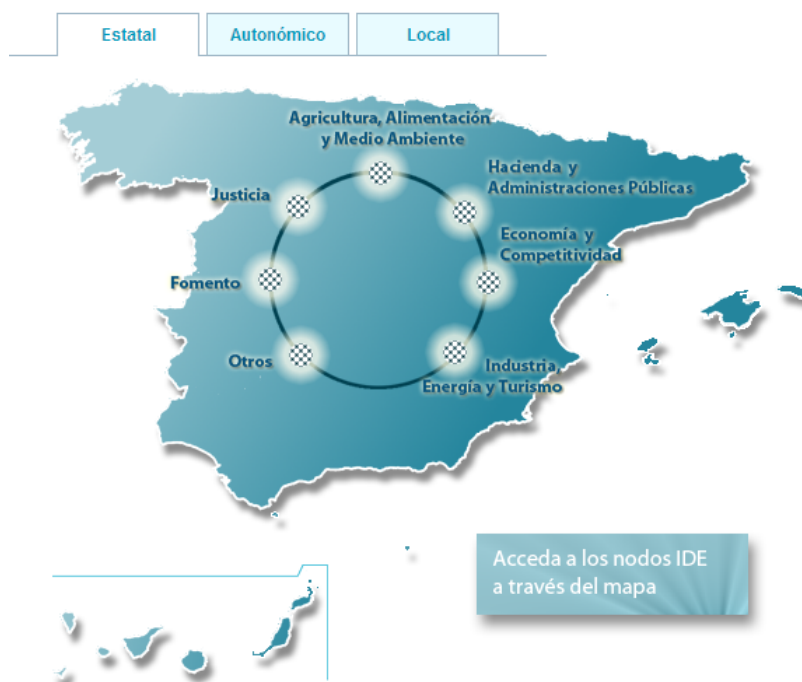 Estatal
Autonómico
Local
Agricultura, Alimentación
y Medio Ambiente
Hacienda y
Administraciones Públicas
Justicia
Economía y
Competitividad
Fomento
Otros
Industria,
Energía y Turismo
Acceda a los nodos IDE
a través del mapa